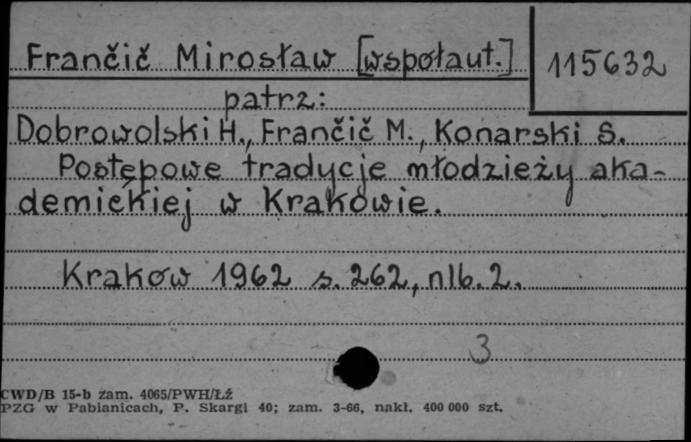 Frančič Mirosław [współaut.]
115632
patrz:
Dobrowolski H., Frančič M., Konarski S.
Postępowe tradycje młodzieży aka-
demickiej w Krakowie.
Kraków 1962 s. 262, nlb. 2.
3
CWD/B 15-b zam. 4065/PWH/Łź
PZG w Pabianicach, P. Skargi 40; zam. 3-66, nakł. 400 000 szt.